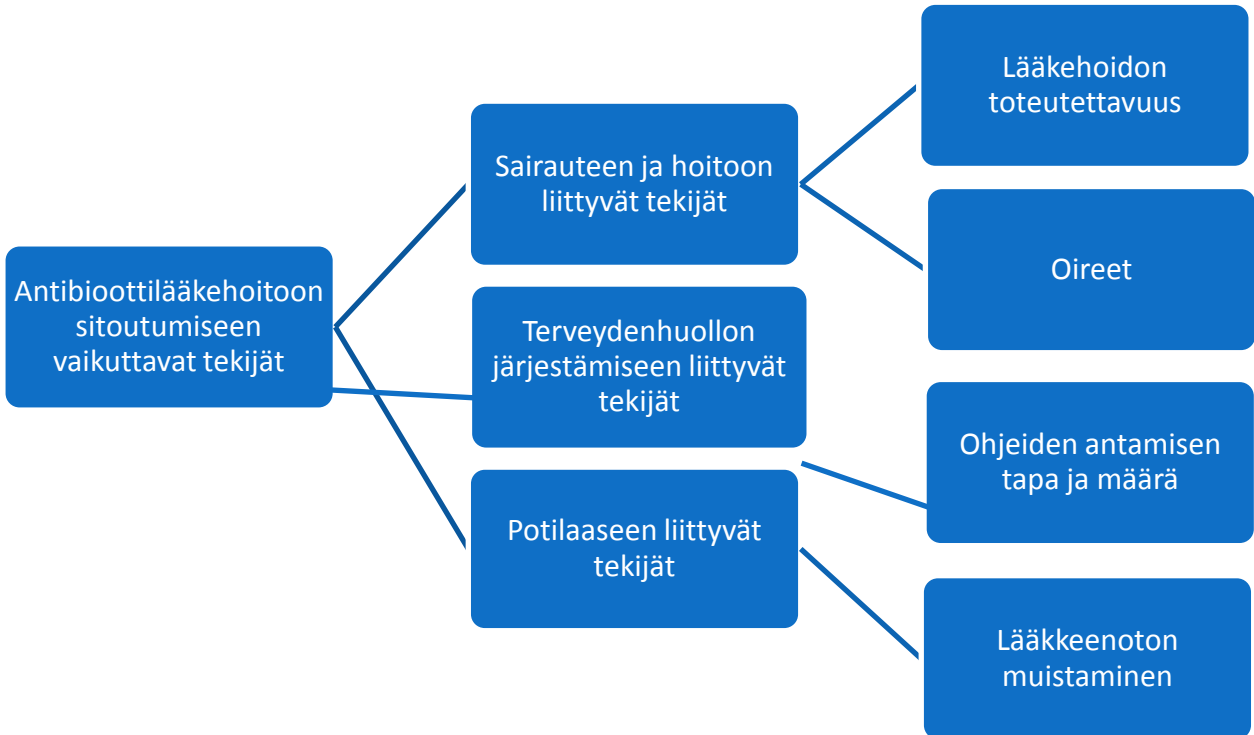 Antibioottilääkehoitoon
sitoutumiseen
vaikuttavat tekijät
Sairauteen ja hoitoon
liittyvät tekijät
Terveydenhuollon
järjestämiseen liittyvät
tekijät
Potilaaseen liittyvät
tekijät
Lääkehoidon
toteutettavuus
Oireet
Ohjeiden antamisen
tapa ja määrä
Lääkkeenoton
muistaminen